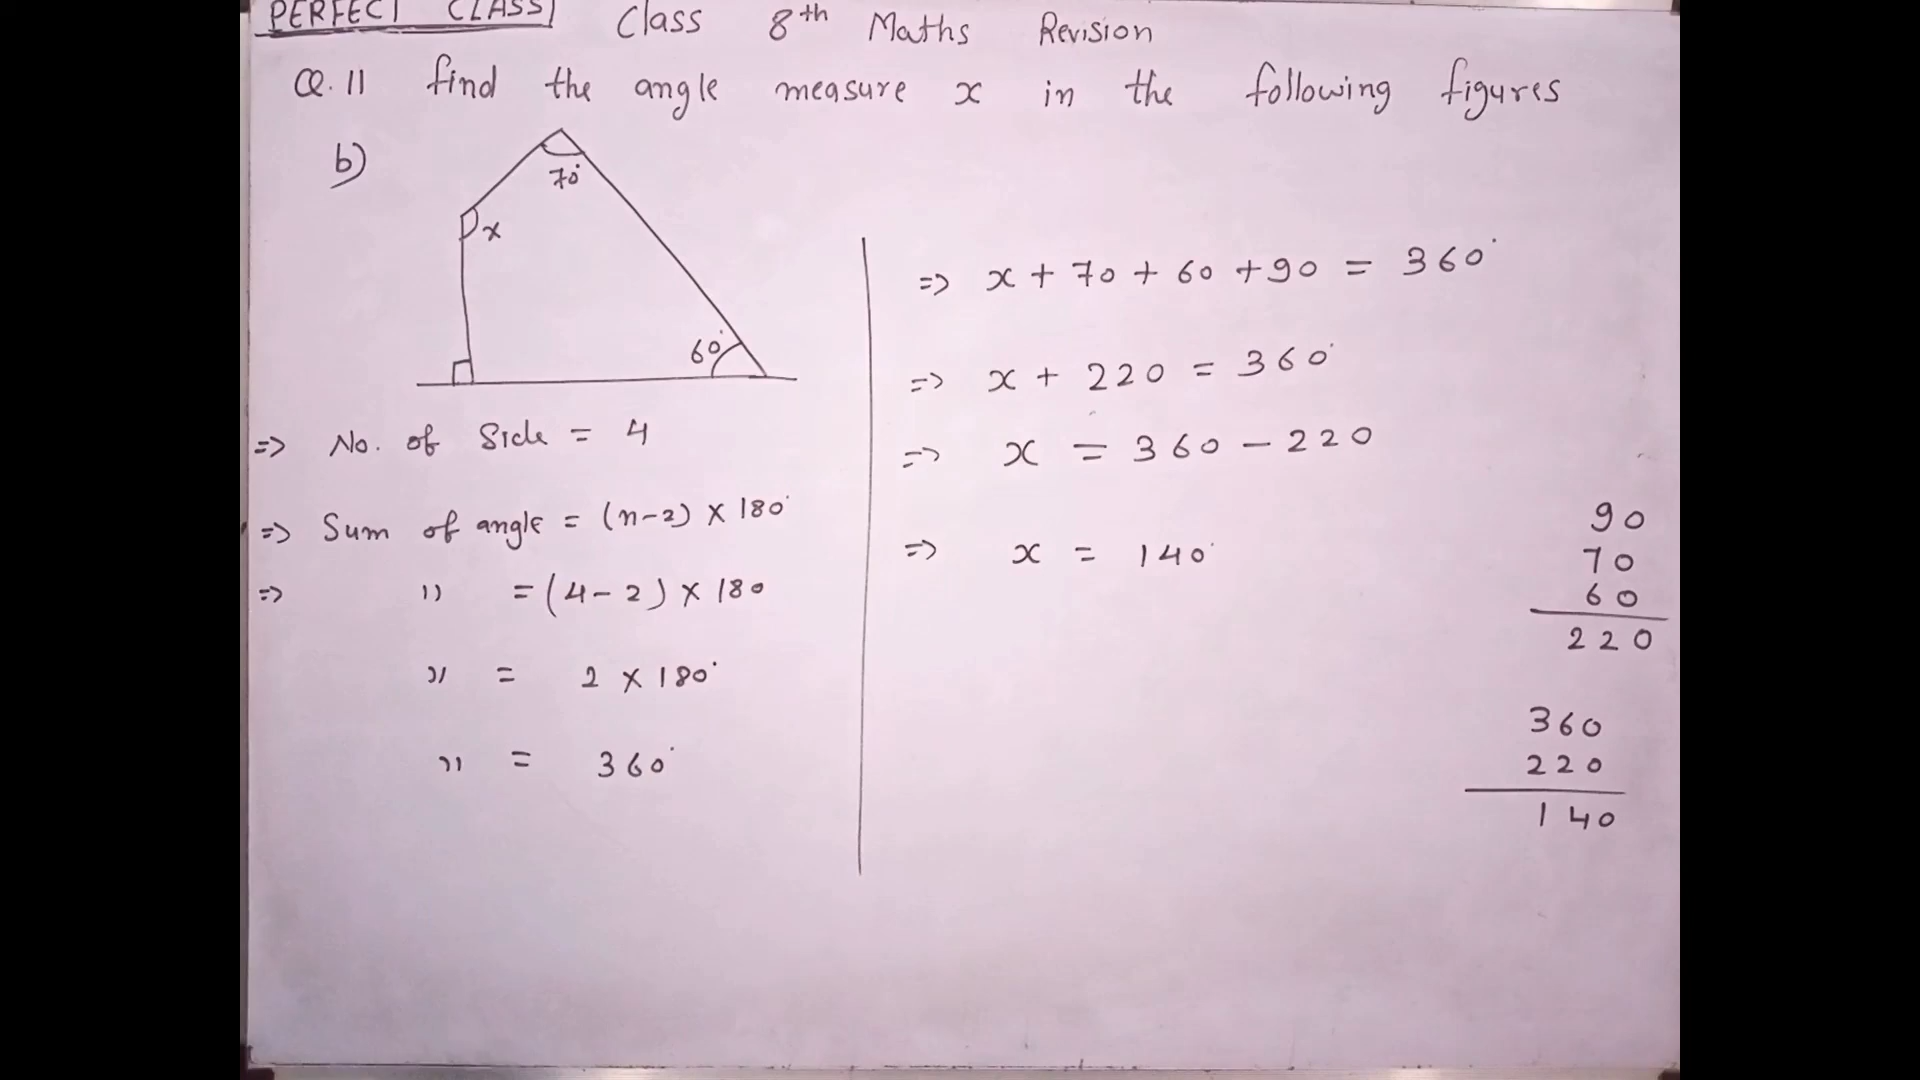 PERFECT CLASS
Class 8th Maths Revision
Q.11 find the angle measure x in the following figures
b)
70°
x
60°
=> No. of Side = 4
=> Sum of angle = (n-2) × 180°
=> " = (4-2) × 180
" = 2 × 180°
" = 360°
=> x + 70 + 60 + 90 = 360°
=> x + 220 = 360°
=> x = 360 - 220
=> x = 140°
90
70
60
220
360
220
140